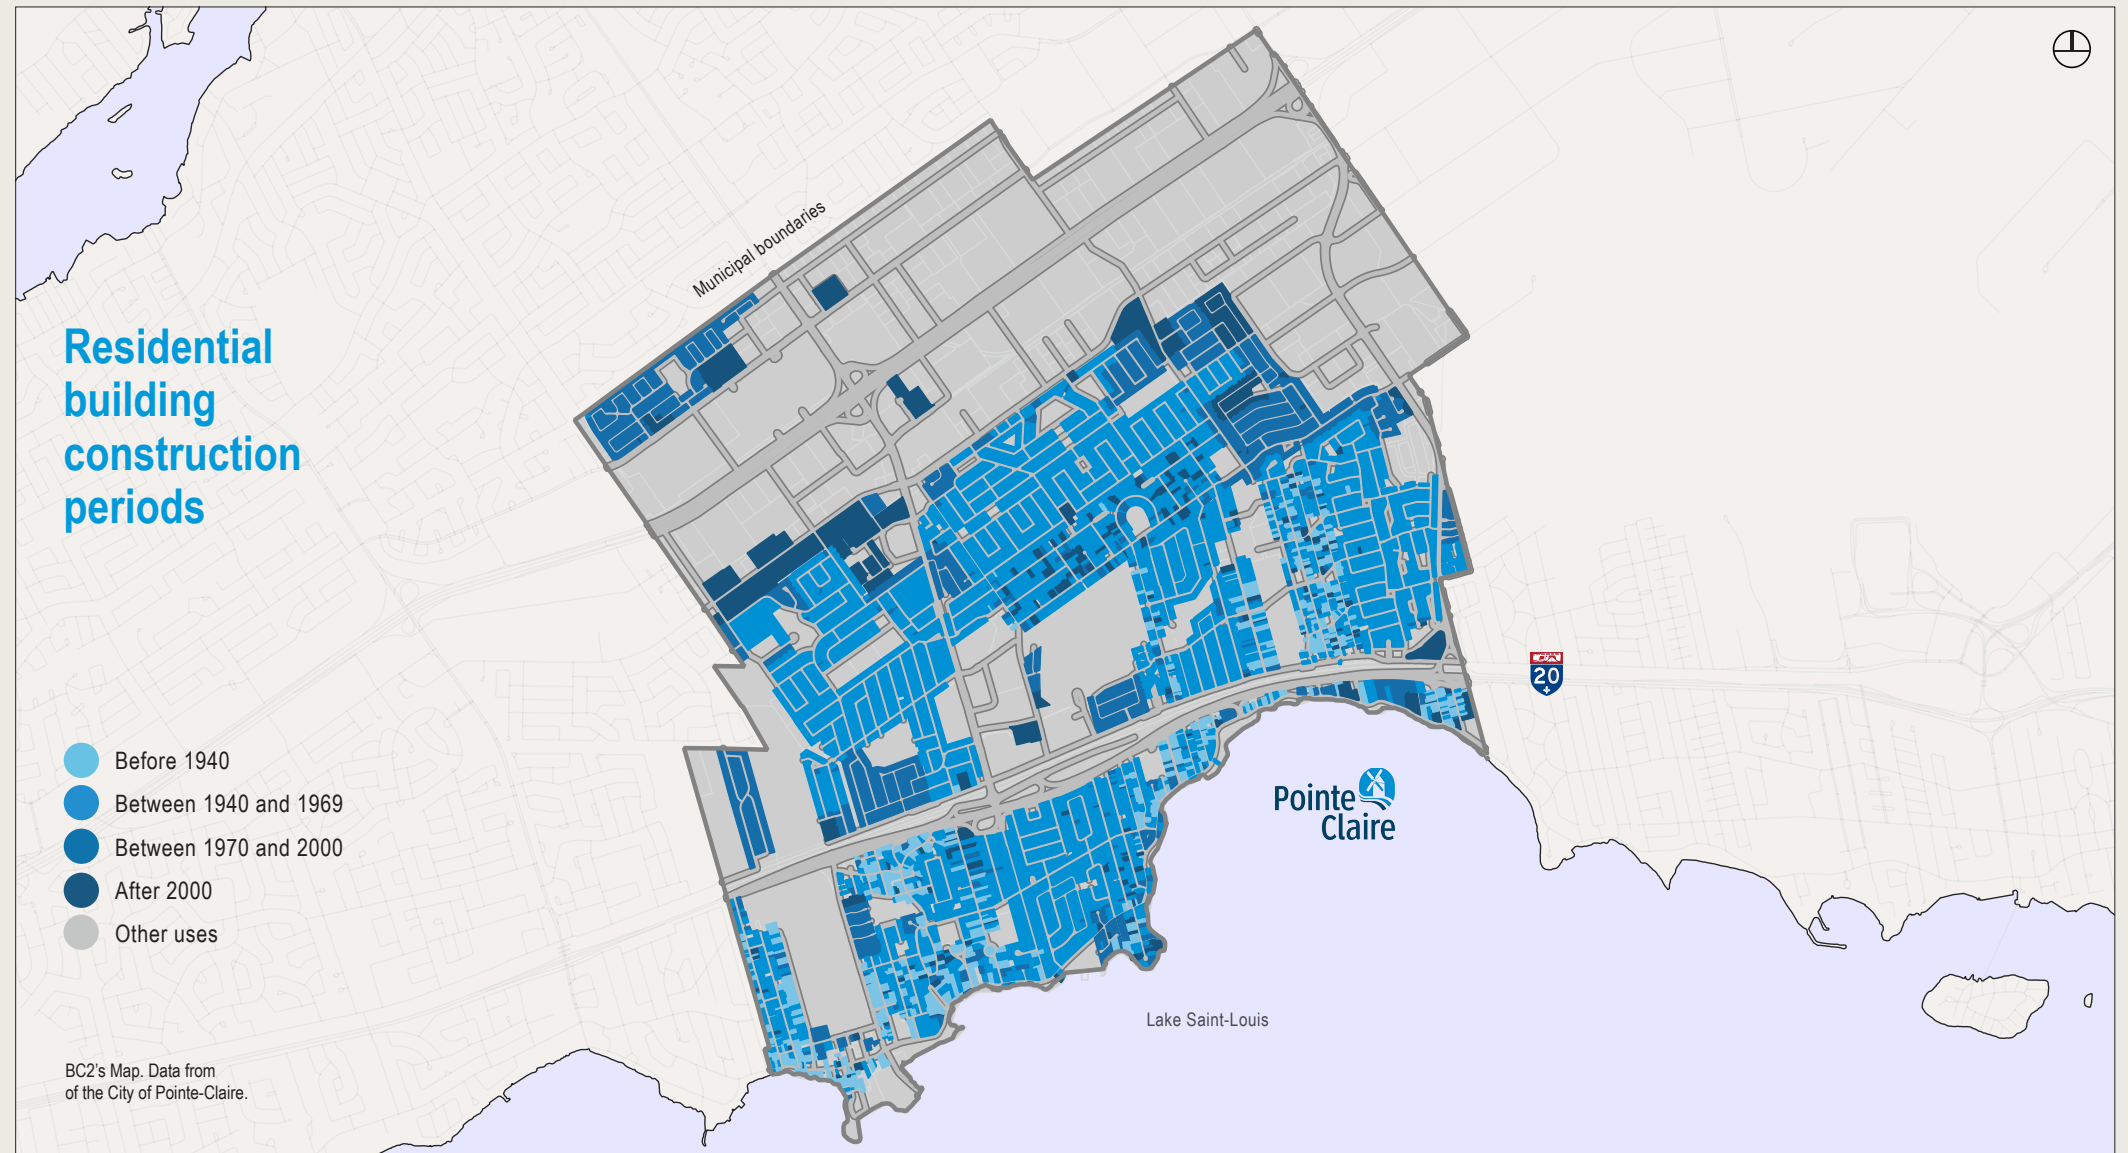 Municipal boundaries
Residential
building
construction
periods
20
Before 1940
Between 1940 and 1969
Between 1970 and 2000
After 2000
Other uses
Pointe
Claire
Lake Saint-Louis
BC2's Map. Data from
of the City of Pointe-Claire.